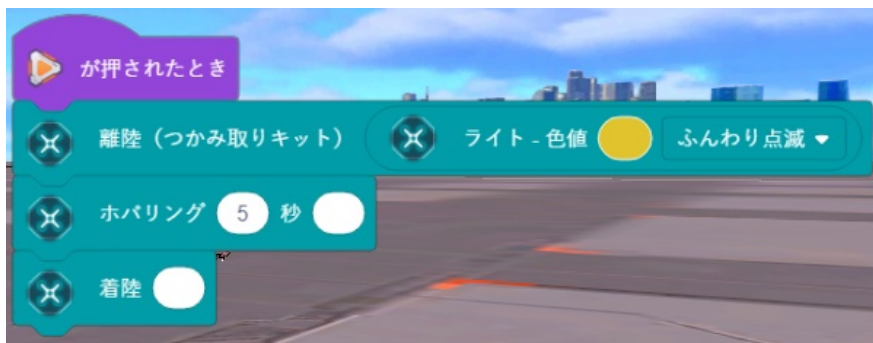 が押されたとき
離陸（つかみ取りキット） ライト - 色値 ふんわり点滅
ホバリング 5 秒
着陸